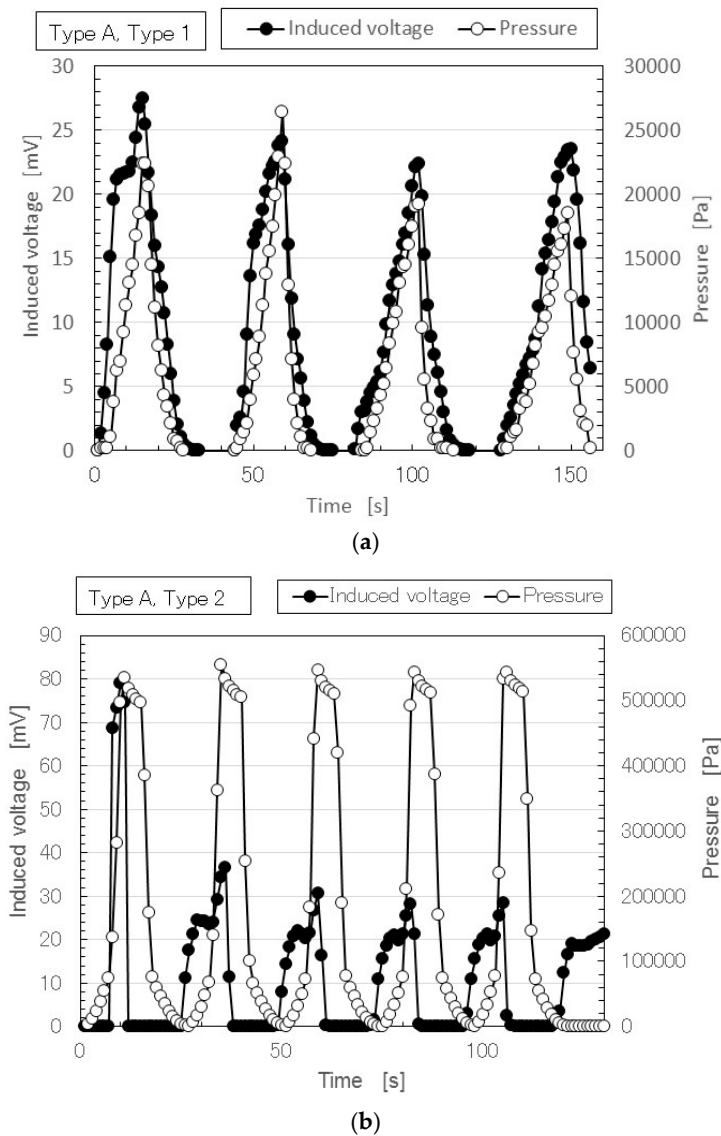 Type A, Type 1
Induced voltage Pressure
30 30000
25 25000
20 20000
15 15000
10 10000
5 5000
0 0
Induced voltage [mV]
Pressure [Pa]
0 50 100 150
Time [s]
(a)
Type A, Type 2
Induced voltage Pressure
90 600000
80
70 500000
60 400000
50
40 300000
30 200000
20
10 100000
0 0
Induced voltage [mV]
Pressure [Pa]
0 50 100
Time [s]
(b)